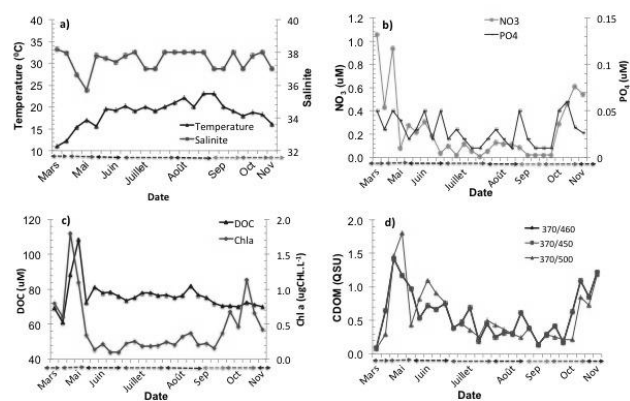 a)
Temperature (°C)
40
35
30
25
20
15
10
40
38
36
34
32
Salinite
Temperature
Salinite
Mars
Mai
Juin
Juillet
Août
Sep
Oct
Nov
Date
b)
NO3 (uM)
1.2
1.0
0.8
0.6
0.4
0.2
0.0
0.15
0.1
0.05
0
PO4 (uM)
NO3
PO4
Mars
Mai
Juin
Juillet
Août
Sep
Oct
Nov
Date
c)
DOC (uM)
120
100
80
60
40
2.0
1.5
1.0
0.5
0.0
Chl a (ugCHL.L-1)
DOC
Chla
Mars
Mai
Juin
Juillet
Août
Sep
Oct
Nov
Date
d)
CDOM (QSU)
2.0
1.5
1.0
0.5
0.0
370/460
370/450
370/500
Mars
Mai
Juin
Juillet
Août
Sep
Oct
Nov
Date